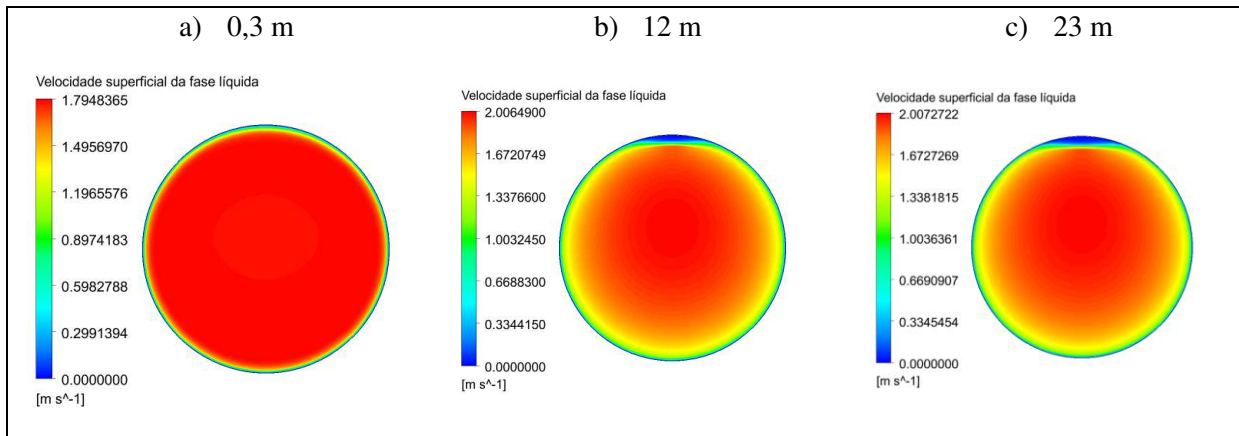 a) 0,3 m
Velocidade superficial da fase líquida
1.7948365
1.4956970
1.1965576
0.8974183
0.5982788
0.2991394
0.0000000
[m s^-1]
b) 12 m
Velocidade superficial da fase líquida
2.0064900
1.6720749
1.3376600
1.0032450
0.6688300
0.3344150
0.0000000
[m s^-1]
c) 23 m
Velocidade superficial da fase líquida
2.0072722
1.6727269
1.3381815
1.0036361
0.6690907
0.3345454
0.0000000
[m s^-1]